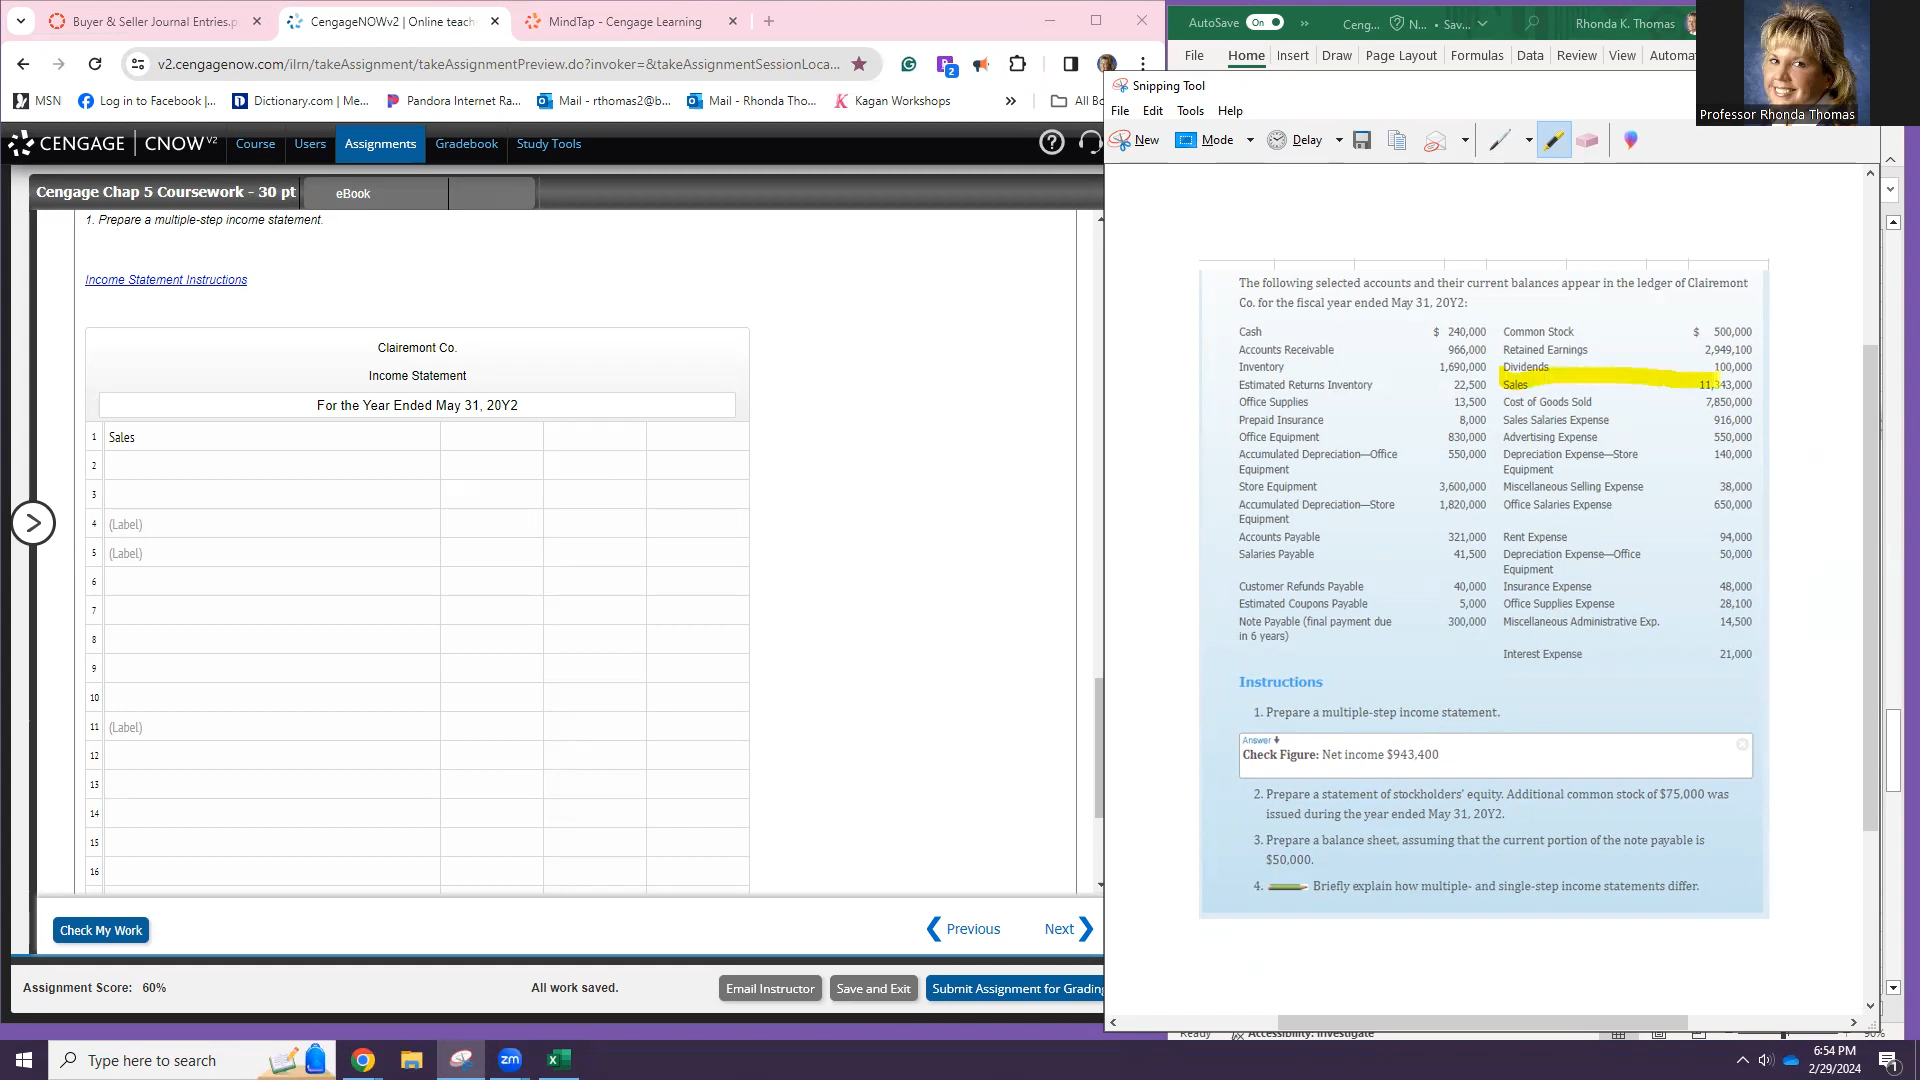 Buyer & Seller Journal Entries.p
CengageNOWv2 | Online teach
MindTap - Cengage Learning
v2.cengagenow.com/ilrn/takeAssignment/takeAssignmentPreview.do?invoker=&takeAssignmentSessionLoca...
MSN
Log in to Facebook |...
Dictionary.com | Me...
Pandora Internet Ra...
Mail - rthomas2@b...
Mail - Rhonda Tho...
Kagan Workshops
All Bo
CENGAGE | CNOWv2
Course
Users
Assignments
Gradebook
Study Tools
Cengage Chap 5 Coursework - 30 pt
eBook
1. Prepare a multiple-step income statement.
Income Statement Instructions
Clairemont Co.
Income Statement
For the Year Ended May 31, 20Y2
1 Sales
2
3
4 (Label)
5 (Label)
6
7
8
9
10
11 (Label)
12
13
14
15
16
Check My Work
Previous
Next
Assignment Score: 60%
All work saved.
Email Instructor
Save and Exit
Submit Assignment for Grading
AutoSave On
Ceng...
N... • Sav...
Rhonda K. Thomas
File Home Insert Draw Page Layout Formulas Data Review View Automa
Professor Rhonda Thomas
Snipping Tool
File Edit Tools Help
New Mode Delay
The following selected accounts and their current balances appear in the ledger of Clairemont
Co. for the fiscal year ended May 31, 20Y2:
Cash $ 240,000 Common Stock $ 500,000
Accounts Receivable 966,000 Retained Earnings 2,949,100
Inventory 1,690,000 Dividends 100,000
Estimated Returns Inventory 22,500 Sales 11,343,000
Office Supplies 13,500 Cost of Goods Sold 7,850,000
Prepaid Insurance 8,000 Sales Salaries Expense 916,000
Office Equipment 830,000 Advertising Expense 550,000
Accumulated Depreciation—Office 550,000 Depreciation Expense—Store 140,000
Equipment Equipment
Store Equipment 3,600,000 Miscellaneous Selling Expense 38,000
Accumulated Depreciation—Store 1,820,000 Office Salaries Expense 650,000
Equipment
Accounts Payable 321,000 Rent Expense 94,000
Salaries Payable 41,500 Depreciation Expense—Office 50,000
Equipment
Customer Refunds Payable 40,000 Insurance Expense 48,000
Estimated Coupons Payable 5,000 Office Supplies Expense 28,100
Note Payable (final payment due 300,000 Miscellaneous Administrative Exp. 14,500
in 6 years)
Interest Expense 21,000
Instructions
1. Prepare a multiple-step income statement.
Answer
Check Figure: Net income $943,400
2. Prepare a statement of stockholders' equity. Additional common stock of $75,000 was
issued during the year ended May 31, 20Y2.
3. Prepare a balance sheet, assuming that the current portion of the note payable is
$50,000.
4. Briefly explain how multiple- and single-step income statements differ.
Ready Accessibility: Investigate 90%
Type here to search
zm
6:54 PM
2/29/2024
1